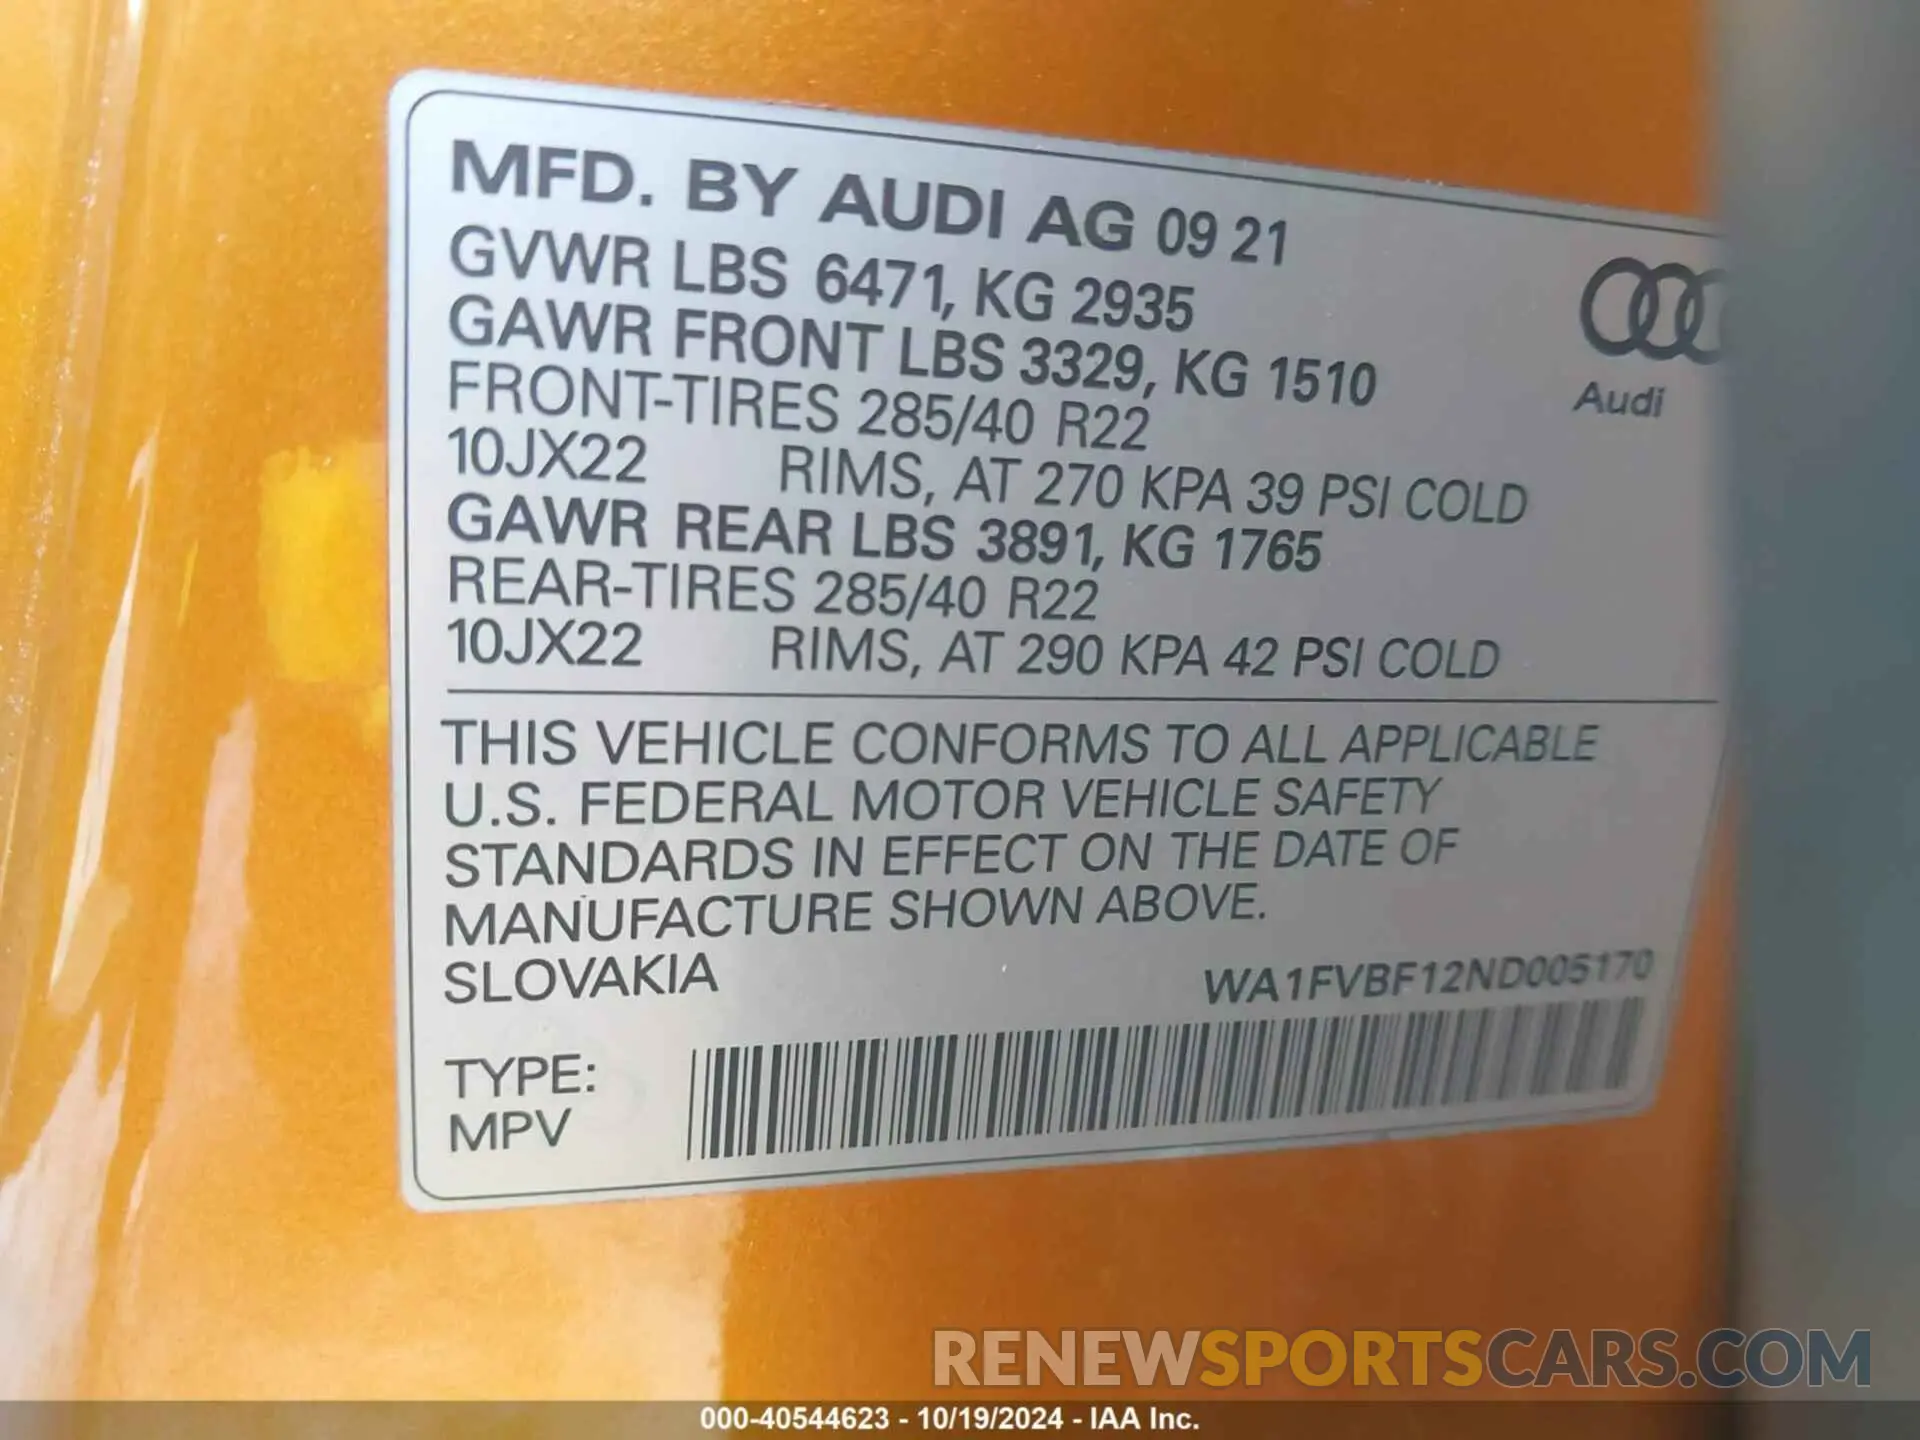 MFD. BY AUDI AG 09 21
GVWR LBS 6471, KG 2935
GAWR FRONT LBS 3329, KG 1510
FRONT-TIRES 285/40 R22
10JX22 RIMS, AT 270 KPA 39 PSI COLD
GAWR REAR LBS 3891, KG 1765
REAR-TIRES 285/40 R22
10JX22 RIMS, AT 290 KPA 42 PSI COLD
Audi
THIS VEHICLE CONFORMS TO ALL APPLICABLE
U.S. FEDERAL MOTOR VEHICLE SAFETY
STANDARDS IN EFFECT ON THE DATE OF
MANUFACTURE SHOWN ABOVE.
SLOVAKIA WA1FVBF12ND005170
TYPE:
MPV
RENEWSPORTSCARS.COM
000-40544623 - 10/19/2024 - IAA Inc.